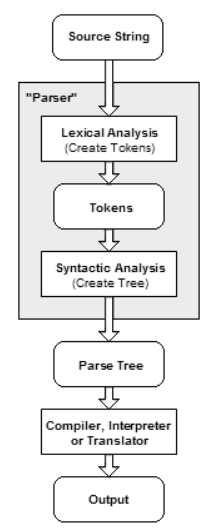 Source String
"Parser"
Lexical Analysis
(Create Tokens)
Tokens
Syntactic Analysis
(Create Tree)
Parse Tree
Compiler, Interpreter
or Translator
Output